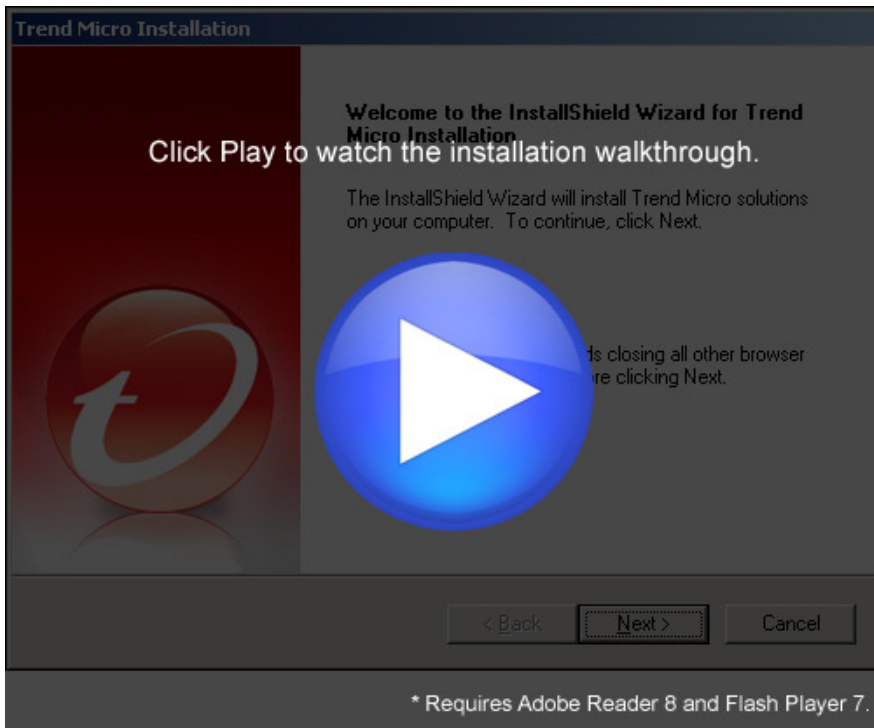 Trend Micro Installation
Welcome to the InstallShield Wizard for Trend
Micro Installation
Click Play to watch the installation walkthrough.
The InstallShield Wizard will install Trend Micro solutions
on your computer. To continue, click Next.
closing all other browser
clicking Next.
< Back
Next >
Cancel
* Requires Adobe Reader 8 and Flash Player 7.